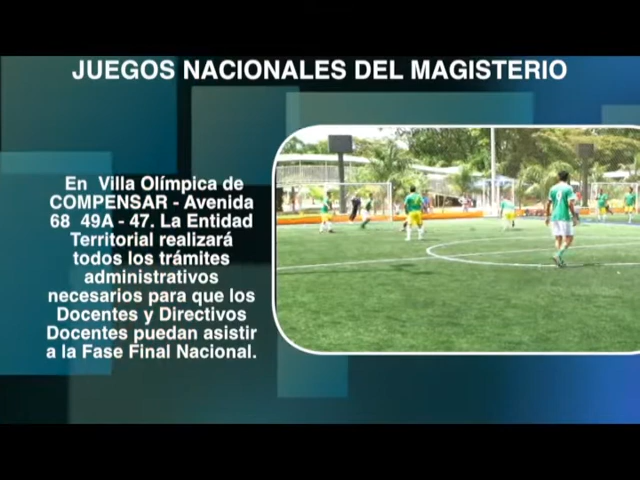 JUEGOS NACIONALES DEL MAGISTERIO
En Villa Olímpica de
COMPENSAR - Avenida
68 49A - 47. La Entidad
Territorial realizará
todos los trámites
administrativos
necesarios para que los
Docentes y Directivos
Docentes puedan asistir
a la Fase Final Nacional.